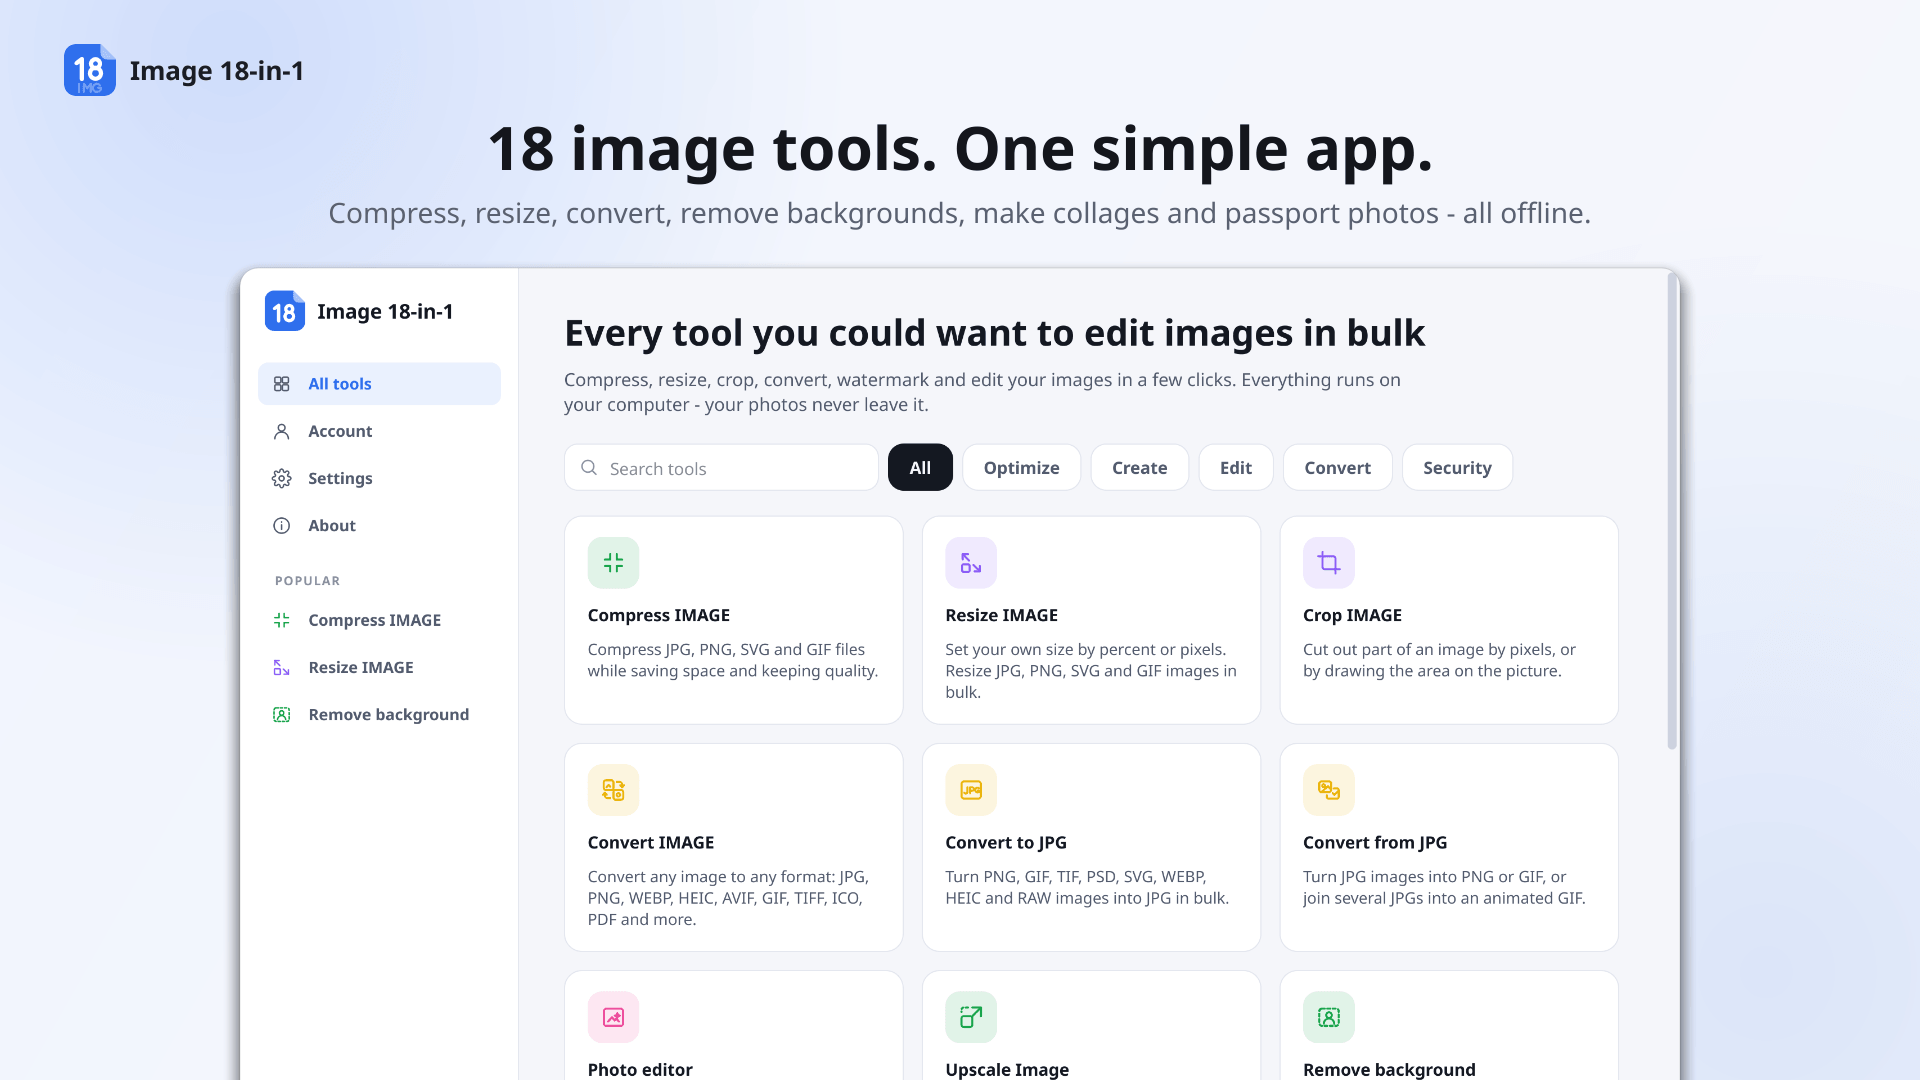 18
IMG
Image 18-in-1
18 image tools. One simple app.
Compress, resize, convert, remove backgrounds, make collages and passport photos - all offline.
18
Image 18-in-1
All tools
Account
Settings
About
POPULAR
Compress IMAGE
Resize IMAGE
Remove background
Every tool you could want to edit images in bulk
Compress, resize, crop, convert, watermark and edit your images in a few clicks. Everything runs on
your computer - your photos never leave it.
Search tools
All
Optimize
Create
Edit
Convert
Security
Compress IMAGE
Compress JPG, PNG, SVG and GIF files
while saving space and keeping quality.
Resize IMAGE
Set your own size by percent or pixels.
Resize JPG, PNG, SVG and GIF images in
bulk.
Crop IMAGE
Cut out part of an image by pixels, or
by drawing the area on the picture.
Convert IMAGE
Convert any image to any format: JPG,
PNG, WEBP, HEIC, AVIF, GIF, TIFF, ICO,
PDF and more.
JPG
Convert to JPG
Turn PNG, GIF, TIF, PSD, SVG, WEBP,
HEIC and RAW images into JPG in bulk.
Convert from JPG
Turn JPG images into PNG or GIF, or
join several JPGs into an animated GIF.
Photo editor
Upscale Image
Remove background